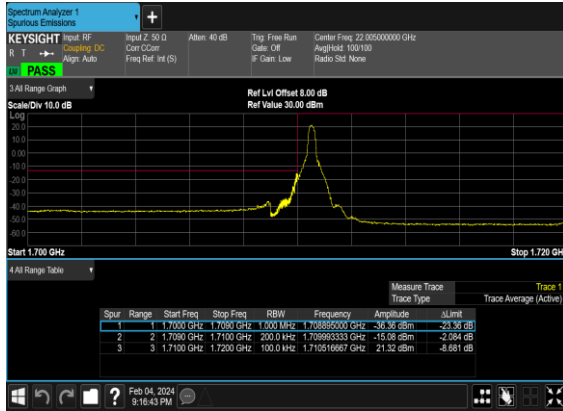 Spectrum Analyzer 1
Spurious Emissions
+
KEYSIGHT Input: RF Input Z: 50 Ω Atten: 40 dB Trig: Free Run Center Freq: 22.005000000 GHz
R T Coupling: DC Corr CCorr Gate: Off Avg|Hold: 100/100
Align: Auto Freq Ref: Int (S) IF Gain: Low Radio Std: None
PASS
3 All Range Graph Ref Lvl Offset 8.00 dB
Scale/Div 10.0 dB Ref Value 30.00 dBm
Log
20.0
10.0
0.00
-10.0
-20.0
-30.0
-40.0
-50.0
-60.0
Start 1.700 GHz Stop 1.720 GH
4 All Range Table
Measure Trace Trace 1
Trace Type Trace Average (Active)
Spur Range Start Freq Stop Freq RBW Frequency Amplitude ΔLimit
1 1 1.7000 GHz 1.7090 GHz 1.000 MHz 1.708895000 GHz -36.36 dBm -23.36 dB
2 2 1.7090 GHz 1.7100 GHz 200.0 kHz 1.709993333 GHz -15.08 dBm -2.084 dB
3 3 1.7100 GHz 1.7200 GHz 100.0 kHz 1.710516667 GHz 21.32 dBm -8.681 dB
? Feb 04, 2024
9:16:43 PM